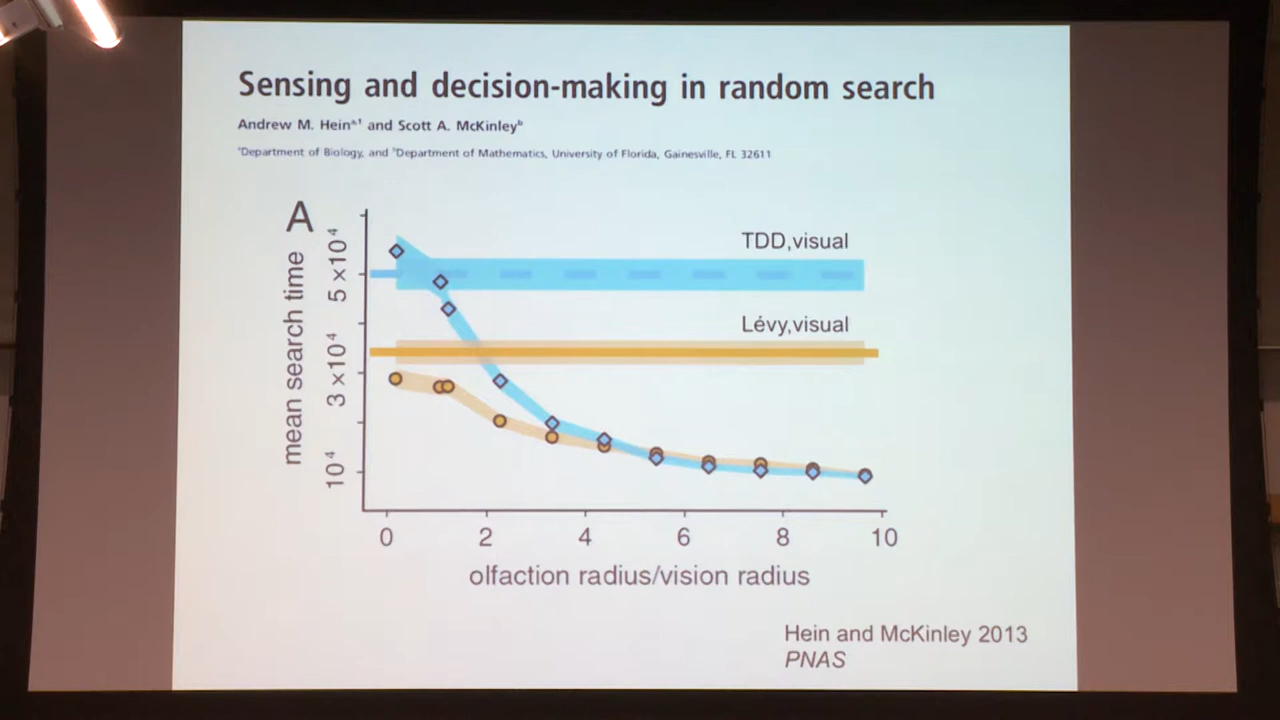 Sensing and decision-making in random search
Andrew M. Heinᵃ,¹ and Scott A. McKinleyᵇ
ᵃDepartment of Biology, and ᵇDepartment of Mathematics, University of Florida, Gainesville, FL 32611
A
mean search time
5 ×10⁴
3 ×10⁴
10⁴
TDD,visual
Lévy,visual
0 2 4 6 8 10
olfaction radius/vision radius
Hein and McKinley 2013
PNAS